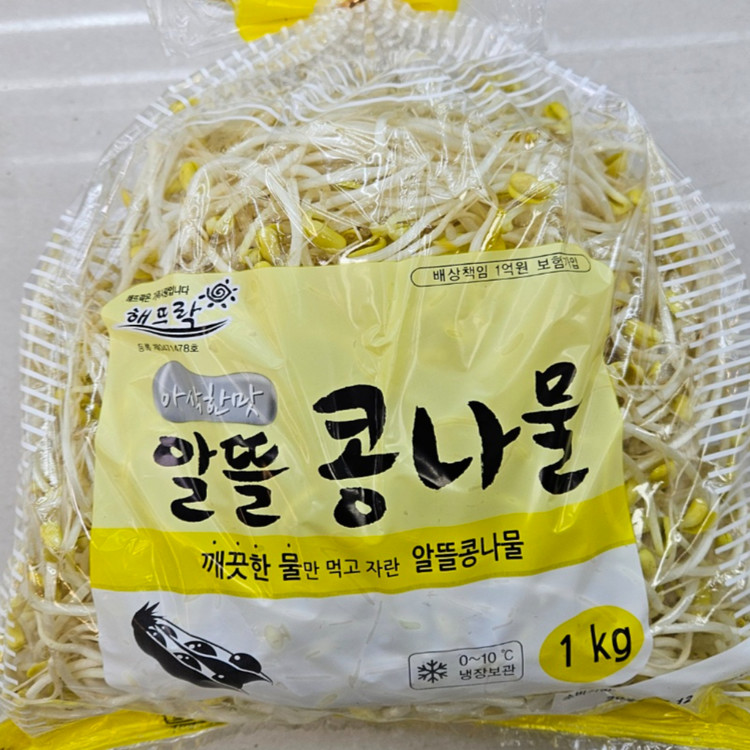 배상책임 1억원 보험가입
해뜨락
아삭한맛
알뜰 콩나물
깨끗한 물만 먹고 자란 알뜰콩나물
0~10 ℃
냉장보관
1 kg